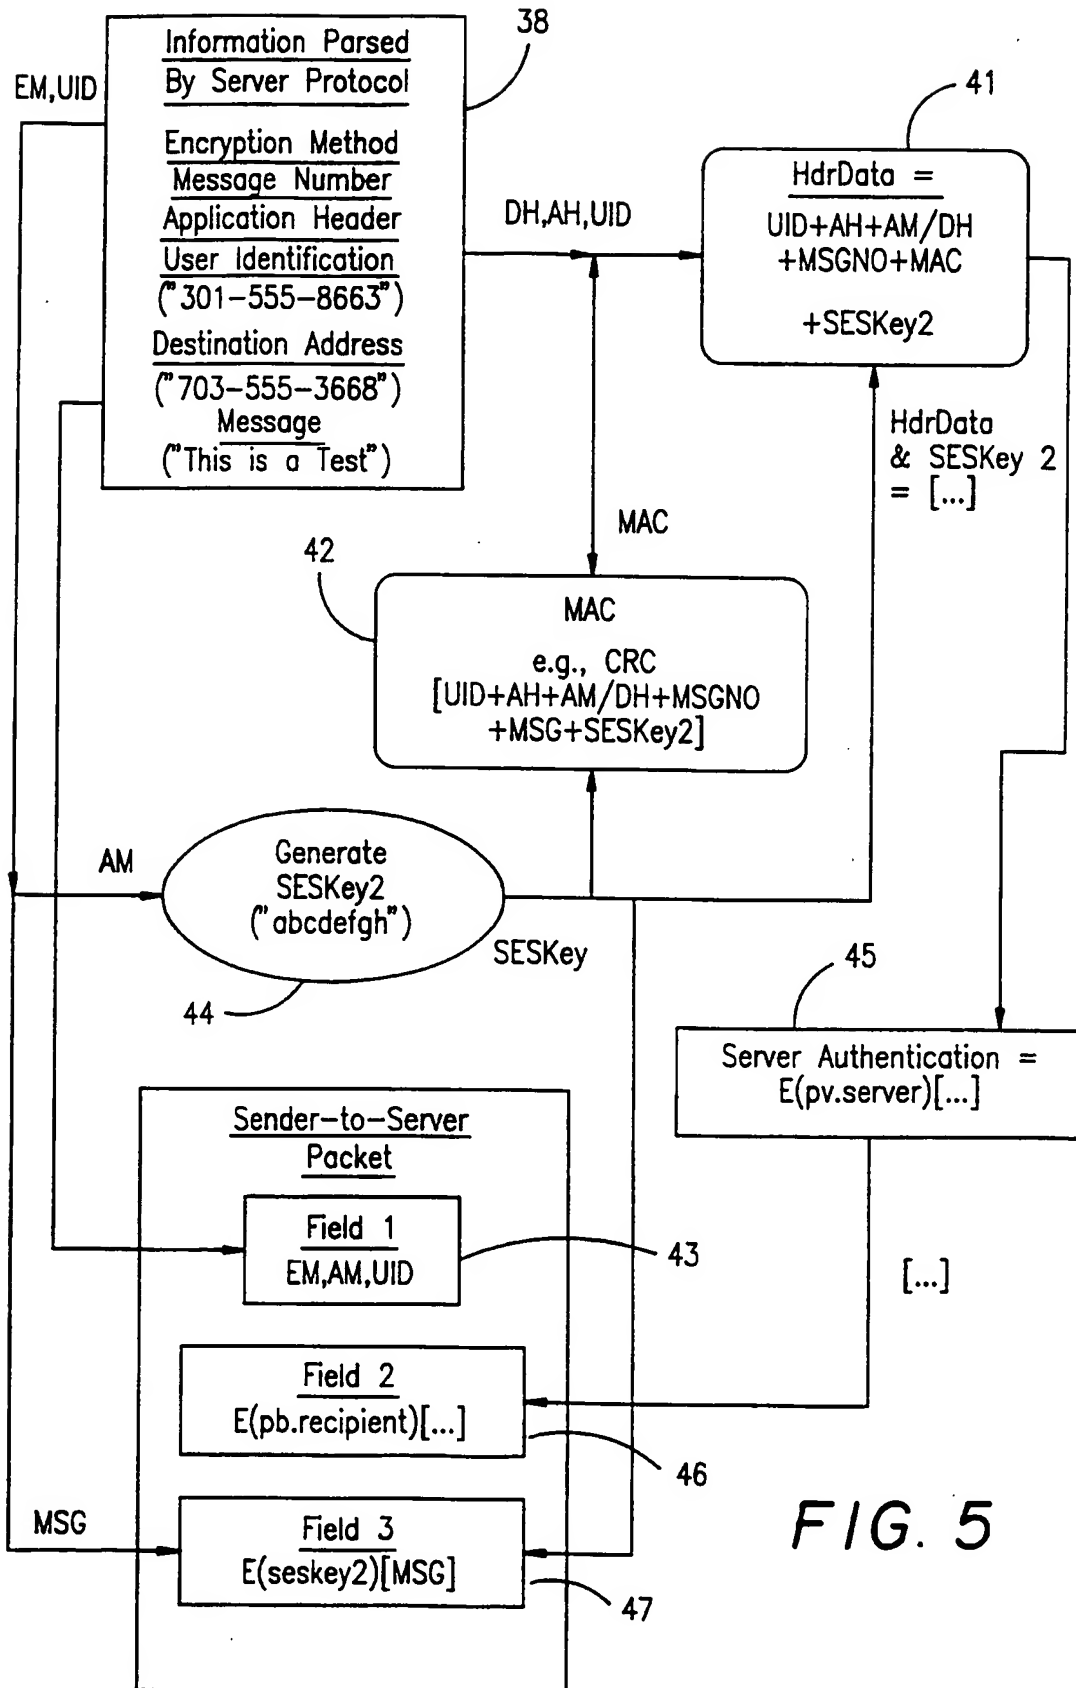 38
Information Parsed
By Server Protocol
EM,UID
Encryption Method
Message Number
Application Header
User Identification
("301-555-8663")
Destination Address
("703-555-3668")
Message
("This is a Test")
DH,AH,UID
41
HdrData =
UID+AH+AM/DH
+MSGNO+MAC
+SESKey2
HdrData
& SESKey 2
= [...]
MAC
42
MAC
e.g., CRC
[UID+AH+AM/DH+MSGNO
+MSG+SESKey2]
AM
Generate
SESKey2
("abcdefgh")
SESKey
44
45
Server Authentication =
E(pv.server)[...]
Sender-to-Server
Packet
Field 1
EM,AM,UID
43
[...]
Field 2
E(pb.recipient)[...]
46
MSG
Field 3
E(seskey2)[MSG]
47
FIG. 5